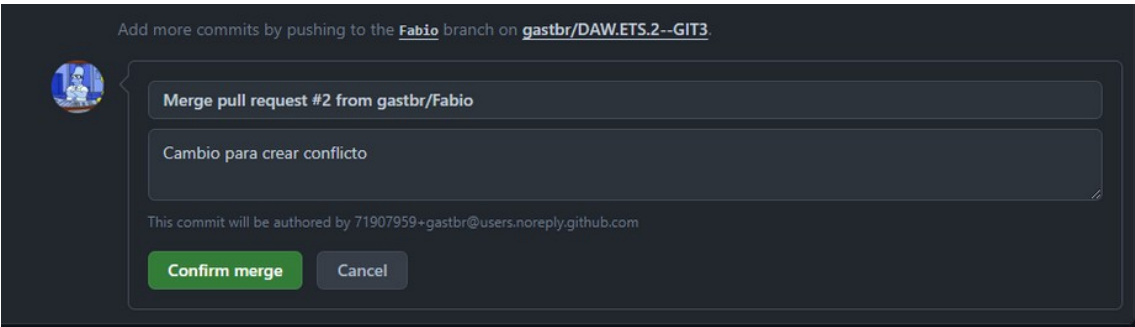 Add more commits by pushing to the Fabio branch on gastbr/DAW.ETS.2--GIT3.
Merge pull request #2 from gastbr/Fabio
Cambio para crear conflicto
This commit will be authored by 71907959+gastbr@users.noreply.github.com
Confirm merge Cancel